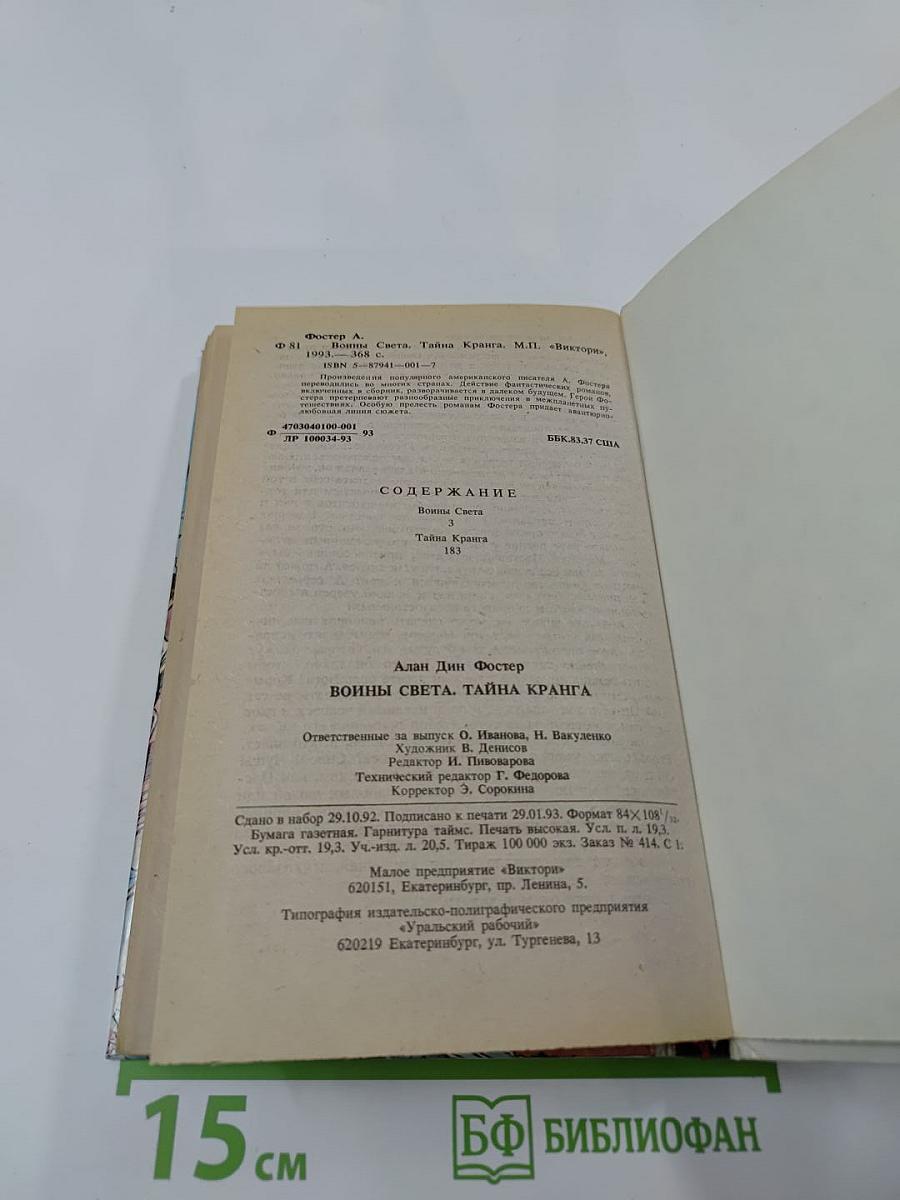 Фостер А.
Ф 81 Воины Света. Тайна Кранга. М.П. «Виктори»,
1993.— 368 с.
ISBN 5—87941—001—7
Произведения популярного американского писателя А. Фостера
переводились во многих странах. Действие фантастических романов,
включенных в сборник, разворачивается в далеком будущем. Герои Фо-
стера претерпевают разнообразные приключения в межпланетных пу-
тешествиях. Особую прелесть романам Фостера придает авантюрно-
любовная линия сюжета.
Ф 4703040100-001 93
ЛР 100034-93
ББК.83.37 США
СОДЕРЖАНИЕ
Воины Света
3
Тайна Кранга
183
Алан Дин Фостер
ВОИНЫ СВЕТА. ТАЙНА КРАНГА
Ответственные за выпуск О. Иванова, Н. Вакуленко
Художник В. Денисов
Редактор И. Пивоварова
Технический редактор Г. Федорова
Корректор Э. Сорокина
Сдано в набор 29.10.92. Подписано к печати 29.01.93. Формат 84×108¹/₃₂.
Бумага газетная. Гарнитура таймс. Печать высокая. Усл. п. л. 19,3.
Усл. кр.-отт. 19,3. Уч.-изд. л. 20,5. Тираж 100 000 экз. Заказ № 414. С 1.
Малое предприятие «Виктори»
620151, Екатеринбург, пр. Ленина, 5.
Типография издательско-полиграфического предприятия
«Уральский рабочий»
620219 Екатеринбург, ул. Тургенева, 13
15 см
БФ БИБЛИОФАН